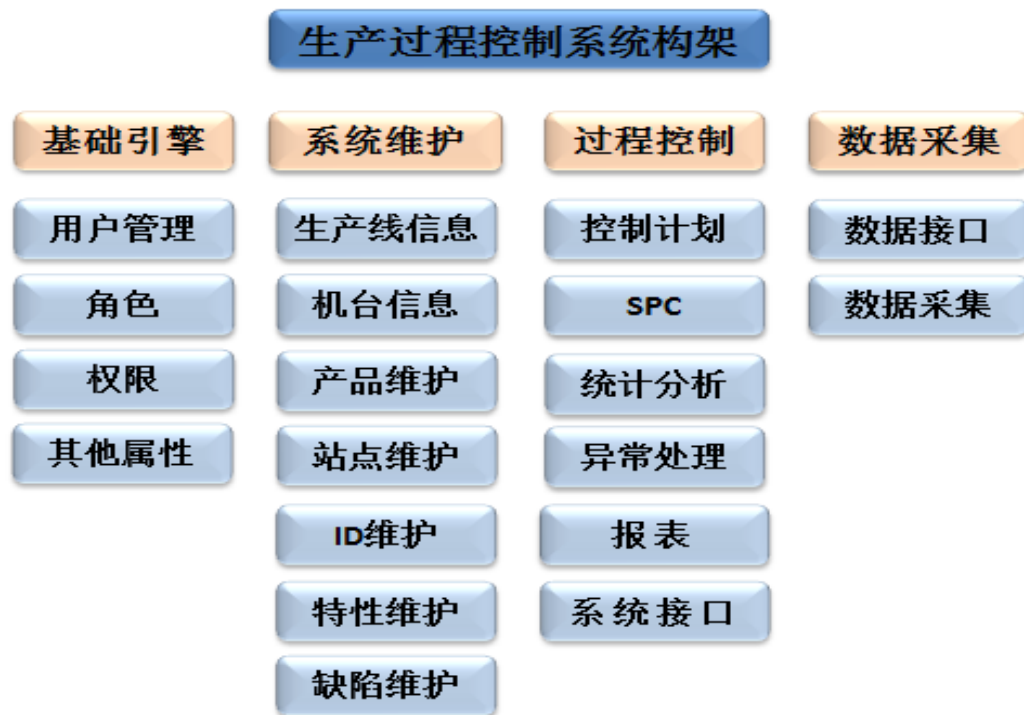 生产过程控制系统构架
基础引擎
系统维护
过程控制
数据采集
用户管理
生产线信息
控制计划
数据接口
角色
机台信息
SPC
数据采集
权限
产品维护
统计分析
其他属性
站点维护
异常处理
ID维护
报表
特性维护
系统接口
缺陷维护